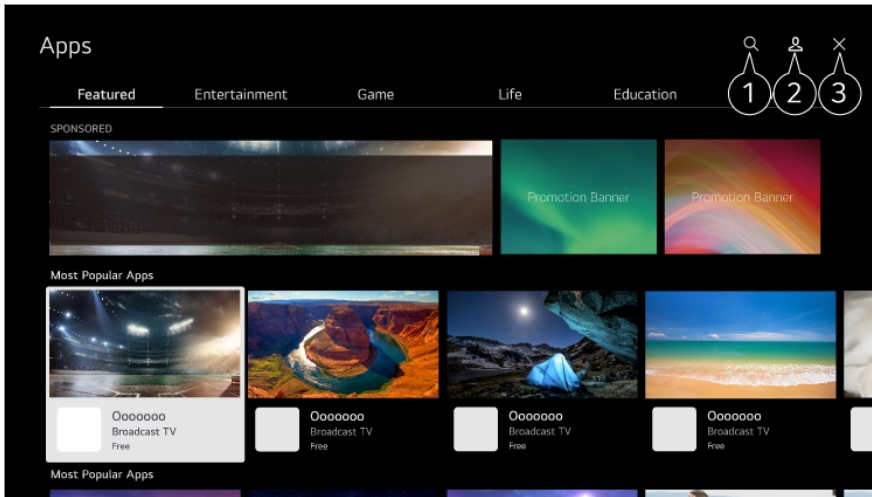 Apps
Featured Entertainment Game Life Education
1 2 3
SPONSORED
Promotion Banner Promotion Banner
Most Popular Apps
Ooooooo Ooooooo Ooooooo Ooooooo
Broadcast TV Broadcast TV Broadcast TV Broadcast TV
Free Free Free Free
Most Popular Apps